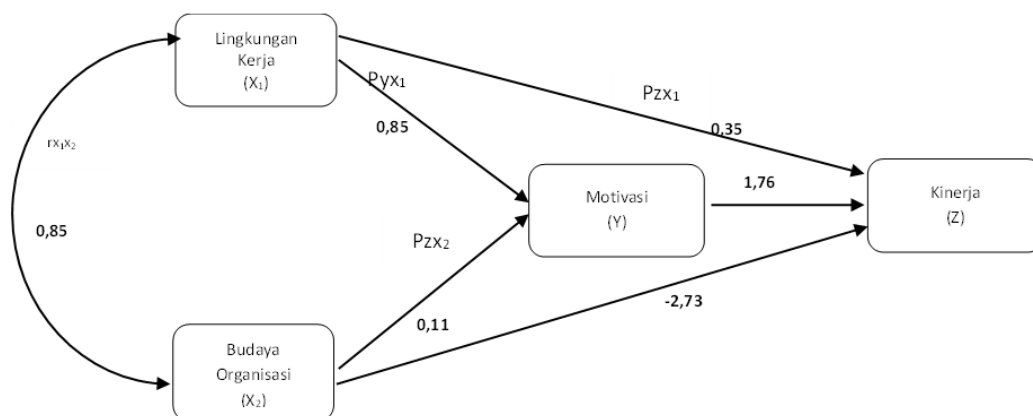 Lingkungan
Kerja
(X₁)
Pyx₁
0,85
Pzx₁
0,35
rx₁x₂
0,85
Motivasi
(Y)
1,76
Kinerja
(Z)
Pzx₂
0,11
-2,73
Budaya
Organisasi
(X₂)